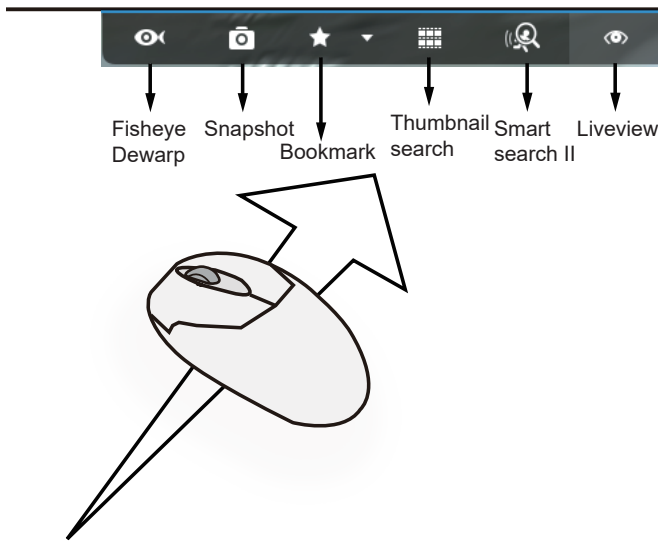 Fisheye
Dewarp
Snapshot
Bookmark
Thumbnail
search
Smart
search II
Liveview